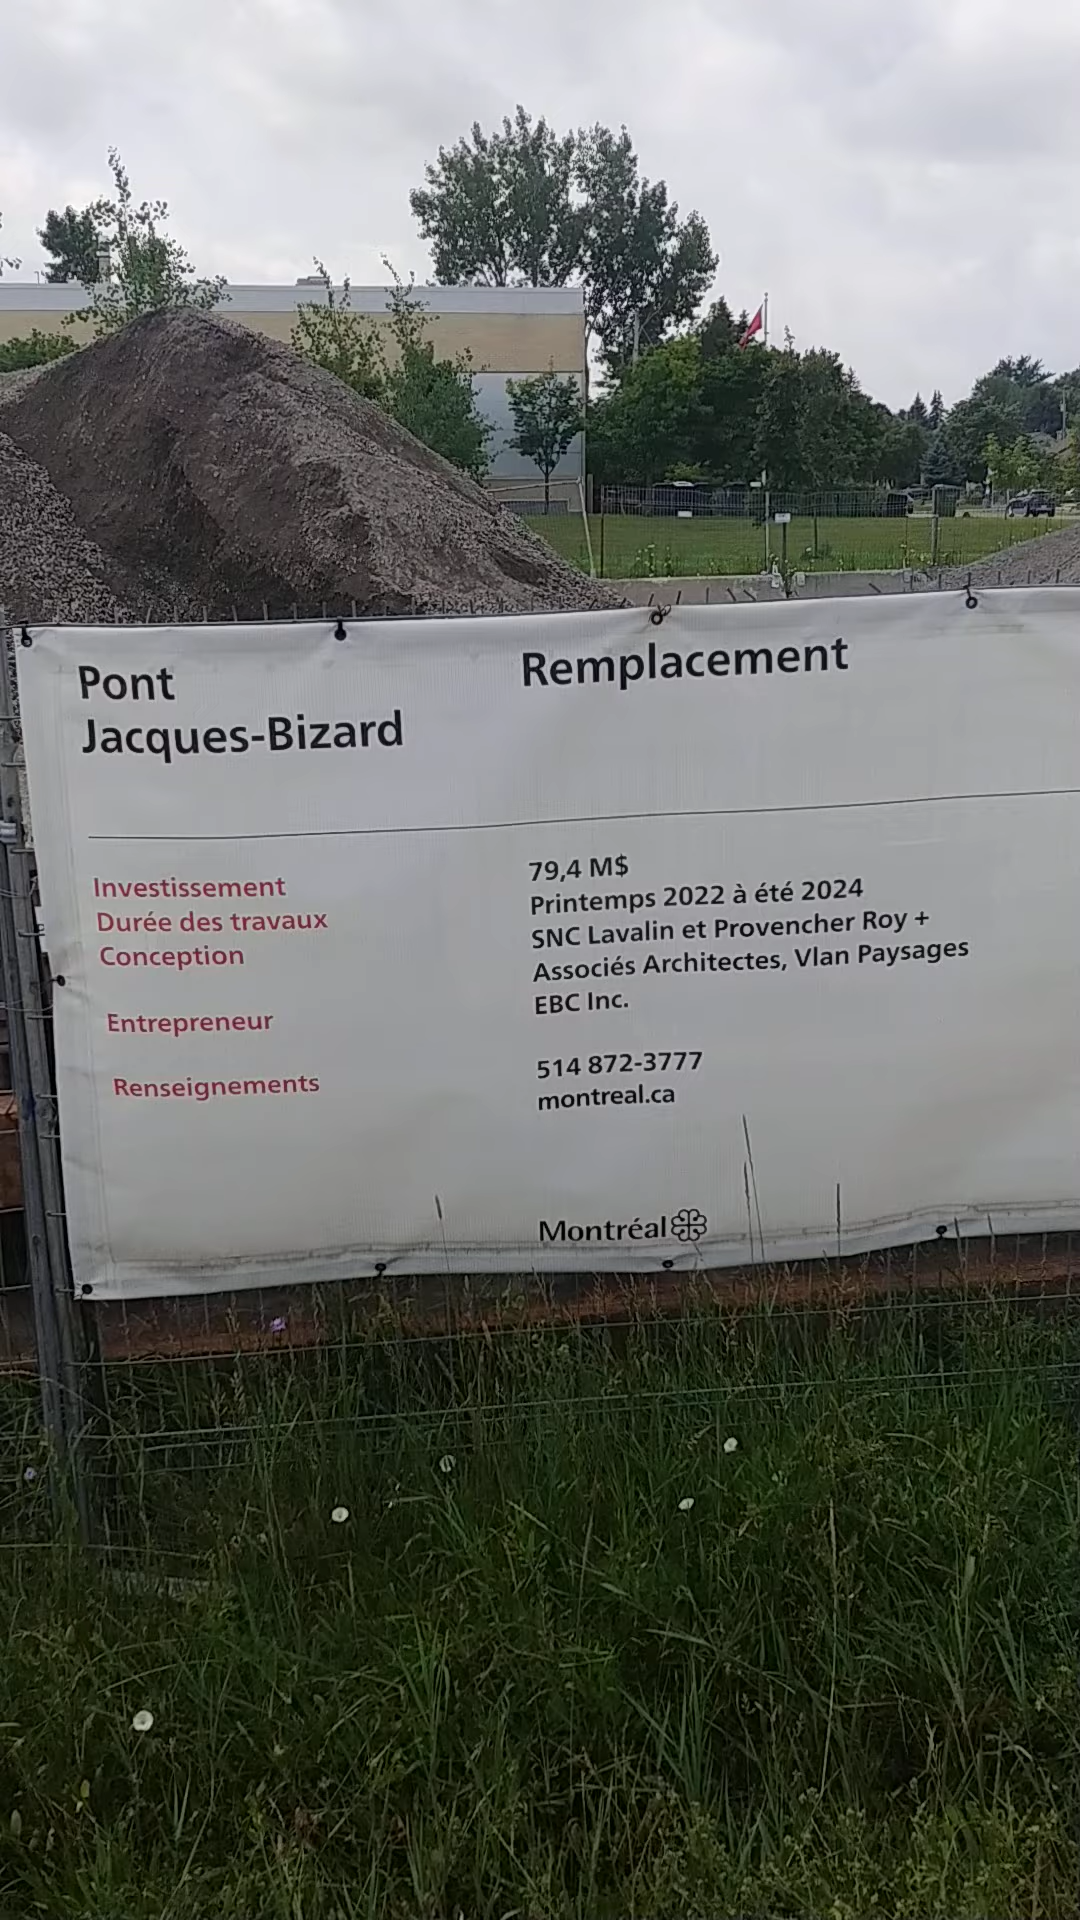 Pont
Jacques-Bizard
Remplacement
Investissement
79,4 M$
Durée des travaux
Printemps 2022 à été 2024
Conception
SNC Lavalin et Provencher Roy +
Associés Architectes, Vlan Paysages
Entrepreneur
EBC Inc.
Renseignements
514 872-3777
montreal.ca
Montréal